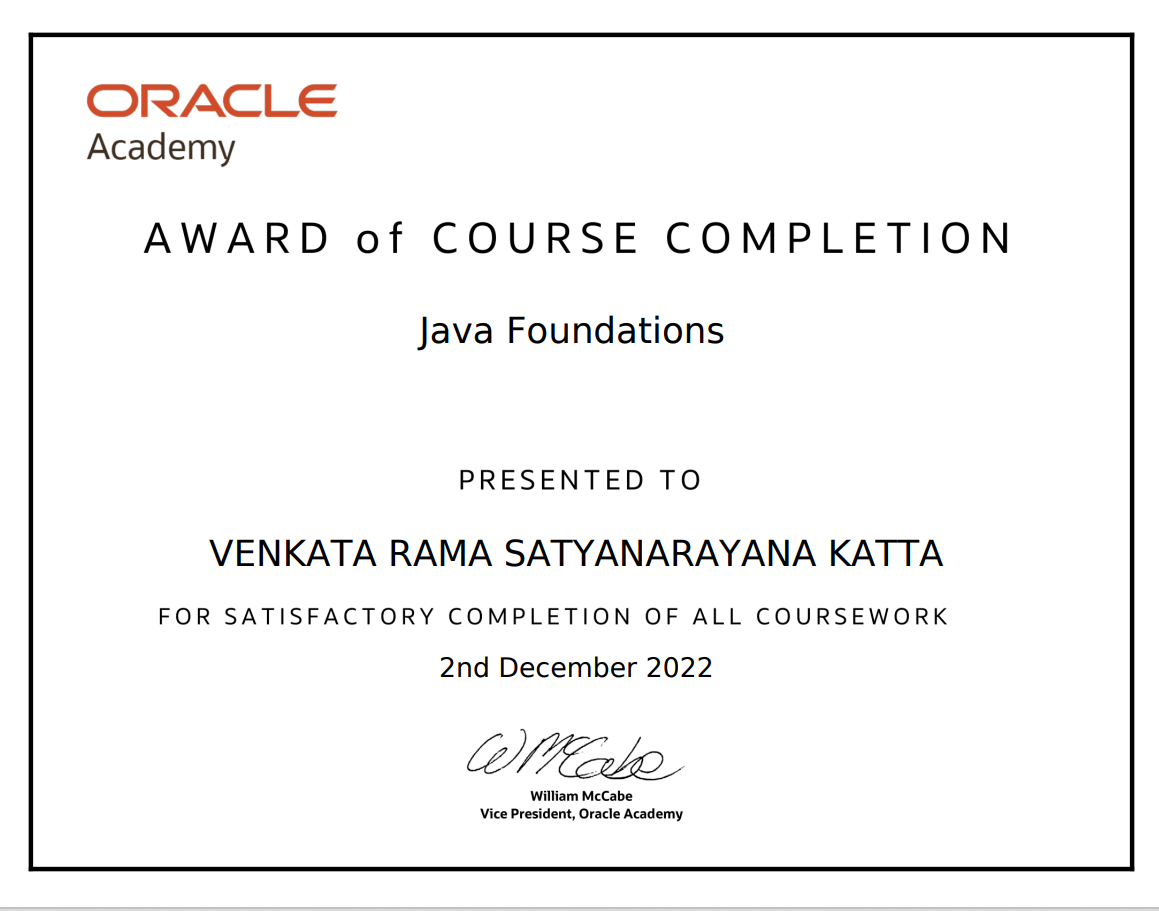 ORACLE
Academy
AWARD of COURSE COMPLETION
Java Foundations
PRESENTED TO
VENKATA RAMA SATYANARAYANA KATTA
FOR SATISFACTORY COMPLETION OF ALL COURSEWORK
2nd December 2022
W McCabe
William McCabe
Vice President, Oracle Academy